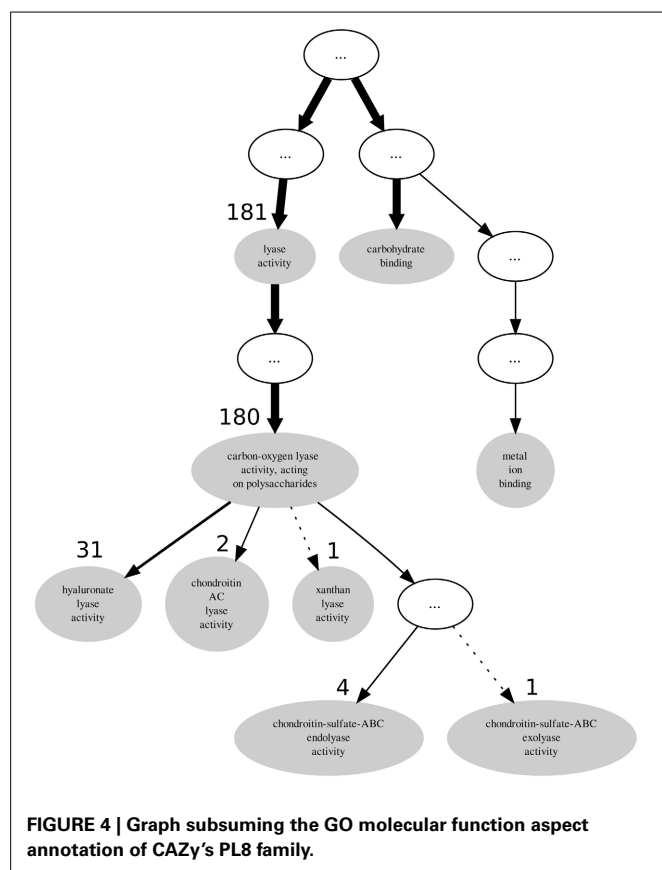 ...
...
...
181
lyase
activity
carbohydrate
binding
...
...
...
180
carbon-oxygen lyase
activity, acting
on polysaccharides
metal
ion
binding
31
hyaluronate
lyase
activity
2
chondroitin
AC
lyase
activity
1
xanthan
lyase
activity
...
4
chondroitin-sulfate-ABC
endolyase
activity
1
chondroitin-sulfate-ABC
exolyase
activity
FIGURE 4 | Graph subsuming the GO molecular function aspect
annotation of CAZy's PL8 family.